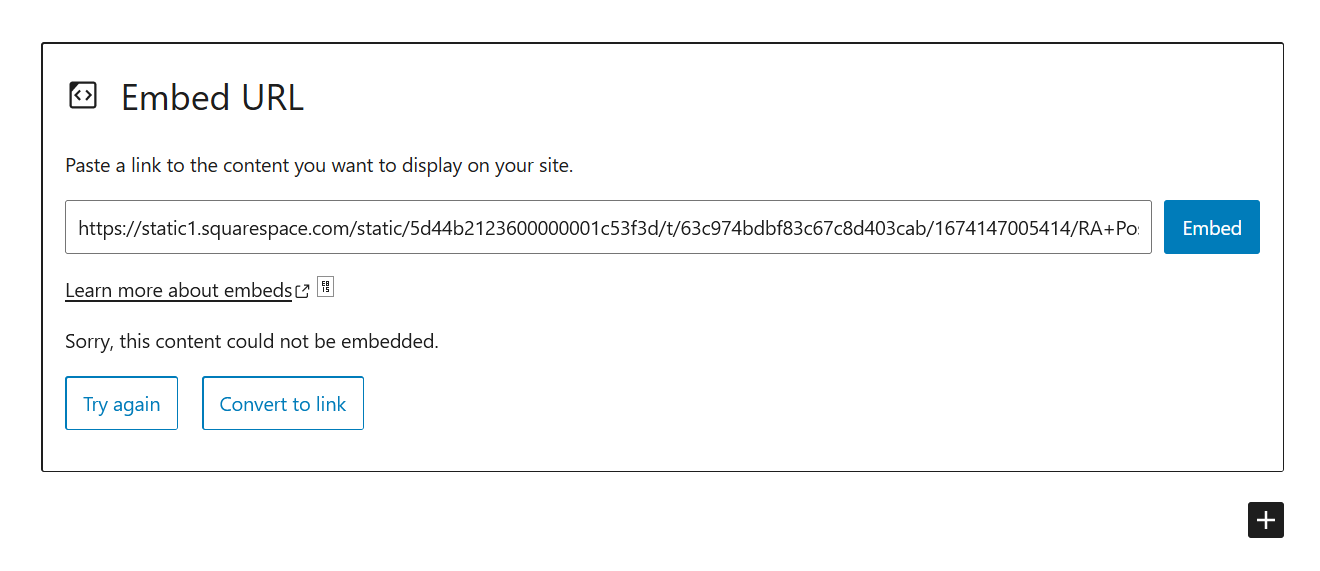 Embed URL
Paste a link to the content you want to display on your site.
https://static1.squarespace.com/static/5d44b2123600000001c53f3d/t/63c974bdbf83c67c8d403cab/1674147005414/RA+Po
Embed
Learn more about embeds
Sorry, this content could not be embedded.
Try again
Convert to link